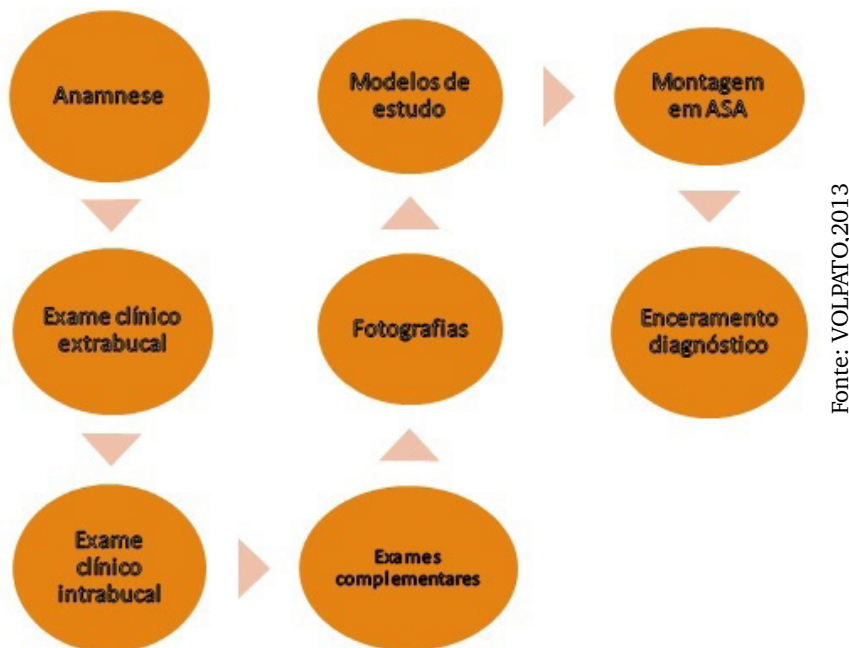 Anamnese
Exame clínico
extrabucal
Exame
clínico
intrabucal
Exames
complementares
Fotografias
Modelos de
estudo
Montagem
em ASA
Enceramento
diagnóstico
Fonte: VOLPATO,2013